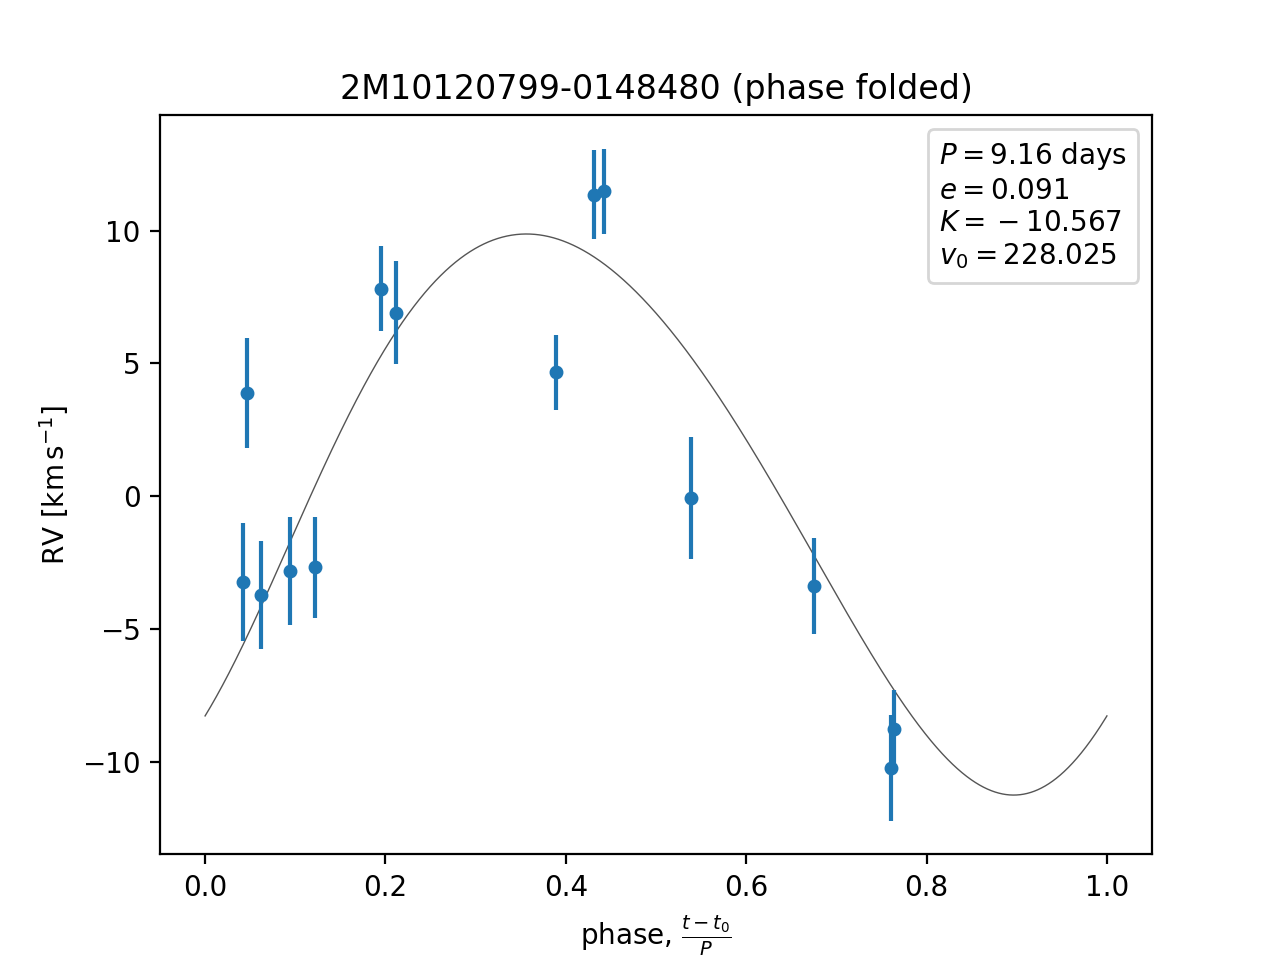 2M10120799-0148480 (phase folded)
P = 9.16 days
e = 0.091
K = −10.567
v₀ = 228.025
10
5
0
−5
−10
RV [km s⁻¹]
0.0 0.2 0.4 0.6 0.8 1.0
phase, (t − t₀)/P